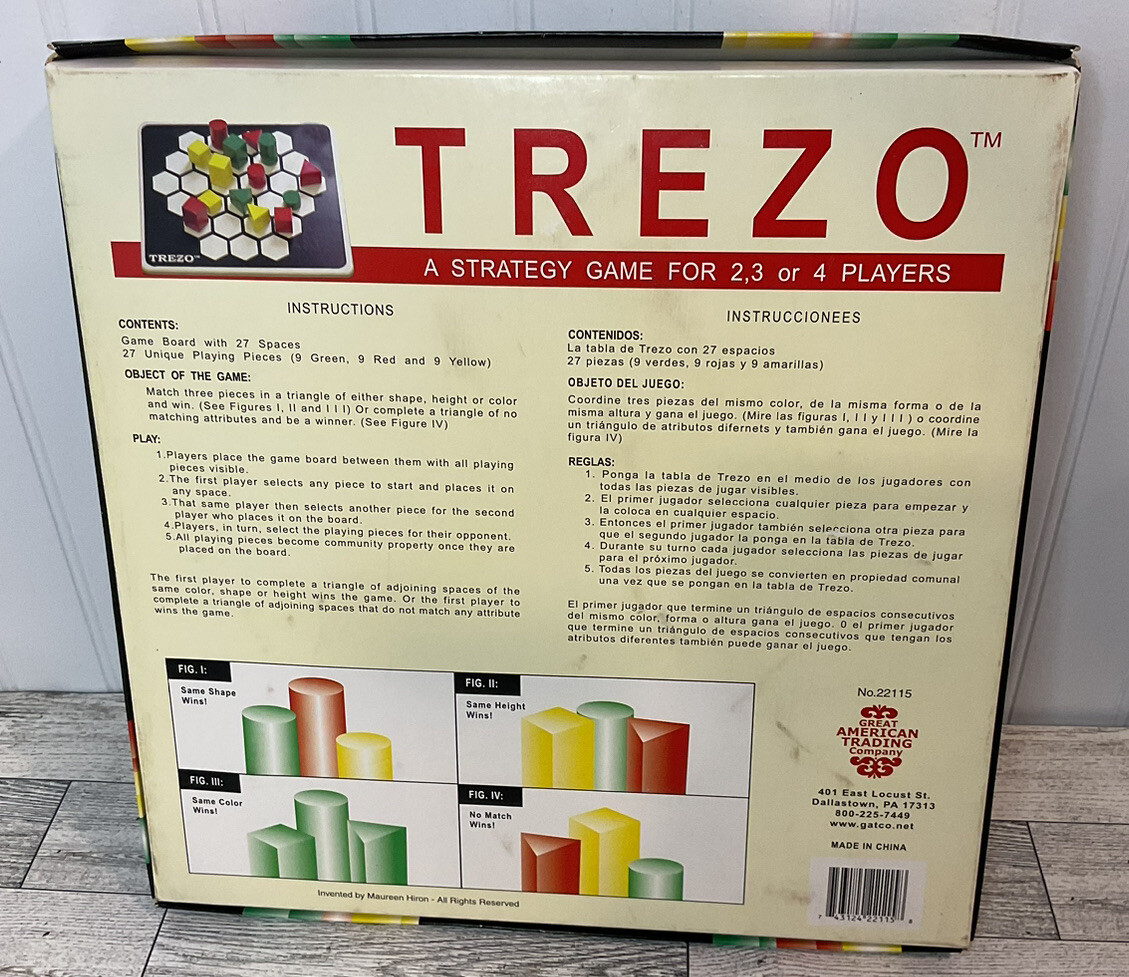 TREZO™
TREZO™
A STRATEGY GAME FOR 2,3 or 4 PLAYERS
INSTRUCTIONS
CONTENTS:
Game Board with 27 Spaces
27 Unique Playing Pieces (9 Green, 9 Red and 9 Yellow)
OBJECT OF THE GAME:
Match three pieces in a triangle of either shape, height or color
and win. (See Figures I, II and I I I) Or complete a triangle of no
matching attributes and be a winner. (See Figure IV)
PLAY:
1.Players place the game board between them with all playing
pieces visible.
2.The first player selects any piece to start and places it on
any space.
3.That same player then selects another piece for the second
player who places it on the board.
4.Players, in turn, select the playing pieces for their opponent.
5.All playing pieces become community property once they are
placed on the board.
The first player to complete a triangle of adjoining spaces of the
same color, shape or height wins the game. Or the first player to
complete a triangle of adjoining spaces that do not match any attribute
wins the game.
INSTRUCCIONEES
CONTENIDOS:
La tabla de Trezo con 27 espacios
27 piezas (9 verdes, 9 rojas y 9 amarillas)
OBJETO DEL JUEGO:
Coordine tres piezas del mismo color, de la misma forma o de la
misma altura y gana el juego. (Mire las figuras I, I I y I I I ) o coordine
un triángulo de atributos difernets y también gana el juego. (Mire la
figura IV)
REGLAS:
1. Ponga la tabla de Trezo en el medio de los jugadores con
todas las piezas de jugar visibles.
2. El primer jugador selecciona cualquier pieza para empezar y
la coloca en cualquier espacio.
3. Entonces el primer jugador también selecciona otra pieza para
que el segundo jugador la ponga en la tabla de Trezo.
4. Durante su turno cada jugador selecciona las piezas de jugar
para el próximo jugador.
5. Todas los piezas del juego se convierten en propiedad comunal
una vez que se pongan en la tabla de Trezo.
El primer jugador que termine un triángulo de espacios consecutivos
del mismo color, forma o altura gana el juego. 0 el primer jugador
que termine un triángulo de espacios consecutivos que tengan los
atributos diferentes también puede ganar el juego.
FIG. I:
Same Shape
Wins!
FIG. II:
Same Height
Wins!
FIG. III:
Same Color
Wins!
FIG. IV:
No Match
Wins!
Invented by Maureen Hiron - All Rights Reserved
No.22115
GREAT
AMERICAN
TRADING
Company
401 East Locust St.
Dallastown, PA 17313
800-225-7449
www.gatco.net
MADE IN CHINA
7 43124 22115 8